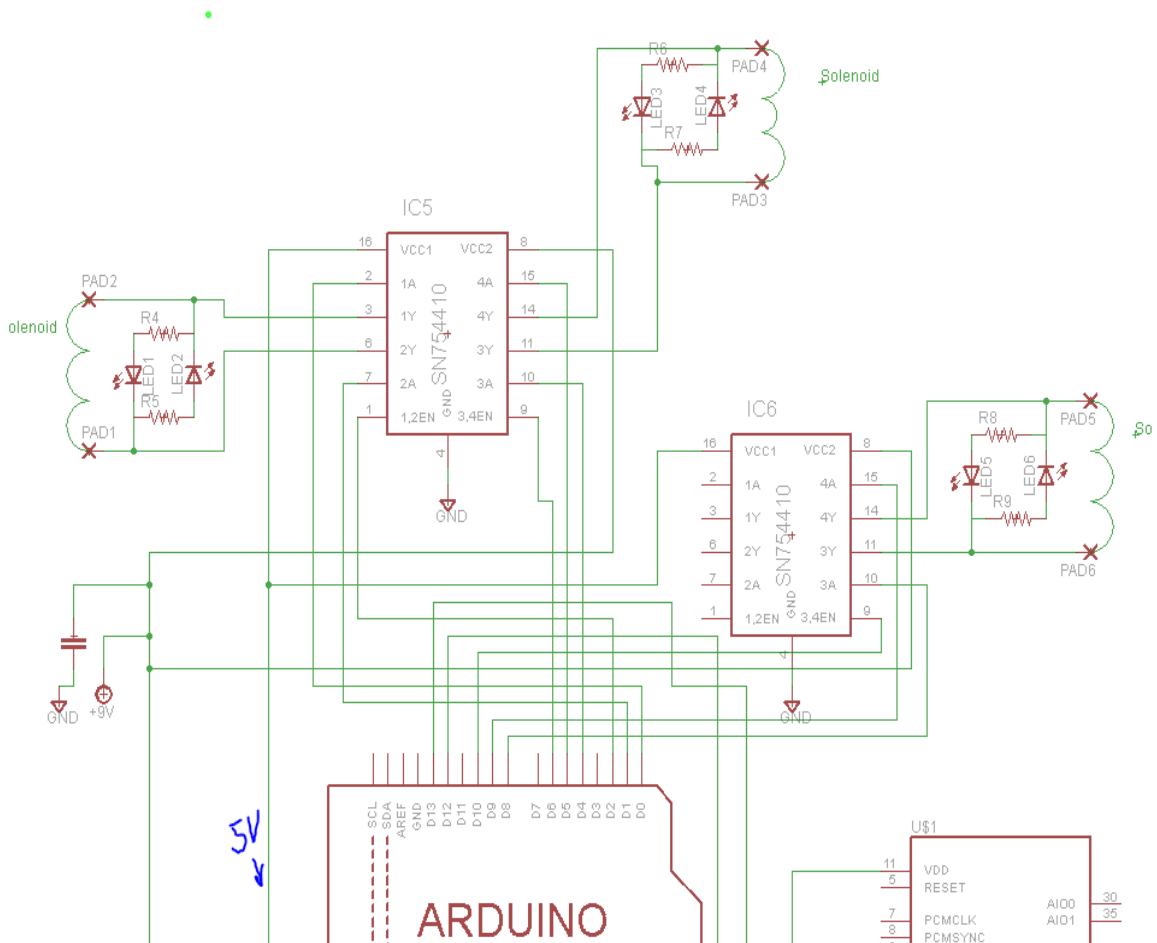 R6
PAD4
Solenoid
LED3
LED4
R7
PAD3
IC5
16 VCC1 VCC2 8
2 1A 4A 15
3 1Y 4Y 14
6 2Y 3Y 11
7 2A 3A 10
1 1,2EN 3,4EN 9
SN754410
GND
4
GND
PAD2
olenoid
R4
LED1
LED2
R5
PAD1
IC6
16 VCC1 VCC2 8
2 1A 4A 15
3 1Y 4Y 14
6 2Y 3Y 11
7 2A 3A 10
1 1,2EN 3,4EN 9
SN754410
GND
4
GND
R8
PAD5
So
LED5
LED6
R9
PAD6
GND
+9V
SCL
SDA
AREF
GND
D13
D12
D11
D10
D9
D8
D7
D6
D5
D4
D3
D2
D1
D0
5V
ARDUINO
U$1
11 VDD
5 RESET
7 PCMCLK
8 PCMSYNC
AIO0 30
AIO1 35